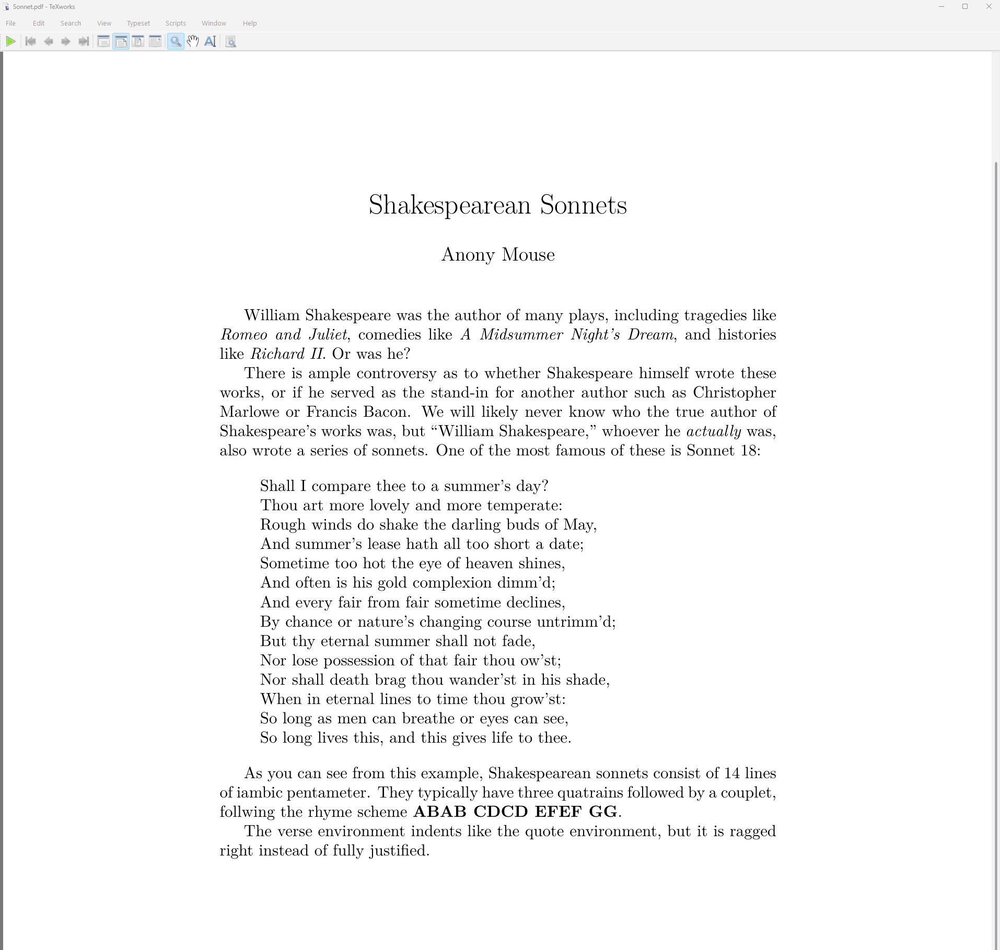 Sonnet.pdf - TeXworks
File Edit Search View Typeset Scripts Window Help
Shakespearean Sonnets
Anony Mouse
William Shakespeare was the author of many plays, including tragedies like
Romeo and Juliet, comedies like A Midsummer Night's Dream, and histories
like Richard II. Or was he?
There is ample controversy as to whether Shakespeare himself wrote these
works, or if he served as the stand-in for another author such as Christopher
Marlowe or Francis Bacon. We will likely never know who the true author of
Shakespeare's works was, but “William Shakespeare,” whoever he actually was,
also wrote a series of sonnets. One of the most famous of these is Sonnet 18:
Shall I compare thee to a summer's day?
Thou art more lovely and more temperate:
Rough winds do shake the darling buds of May,
And summer's lease hath all too short a date;
Sometime too hot the eye of heaven shines,
And often is his gold complexion dimm'd;
And every fair from fair sometime declines,
By chance or nature's changing course untrimm'd;
But thy eternal summer shall not fade,
Nor lose possession of that fair thou ow'st;
Nor shall death brag thou wander'st in his shade,
When in eternal lines to time thou grow'st:
So long as men can breathe or eyes can see,
So long lives this, and this gives life to thee.
As you can see from this example, Shakespearean sonnets consist of 14 lines
of iambic pentameter. They typically have three quatrains followed by a couplet,
follwing the rhyme scheme ABAB CDCD EFEF GG.
The verse environment indents like the quote environment, but it is ragged
right instead of fully justified.